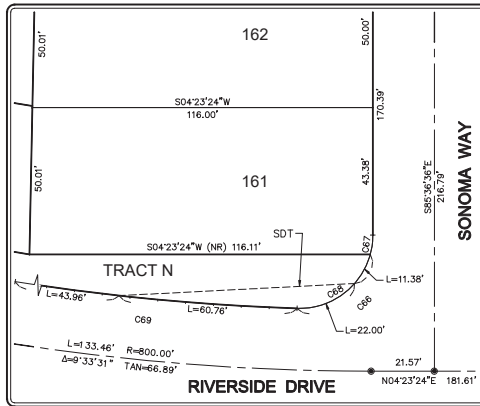 162
50.01'
50.00'
S04°23'24"W
116.00'
170.39'
50.01'
161
43.38'
S85°36'36"E
216.79'
SONOMA WAY
SDT
S04°23'24"W (NR) 116.11'
C67
TRACT N
L=43.96'
L=60.76'
C68
C66
L=11.38'
C69
L=22.00'
L=133.46' R=800.00'
Δ=9°33'31" TAN=66.89'
21.57'
RIVERSIDE DRIVE
N04°23'24"E 181.61'